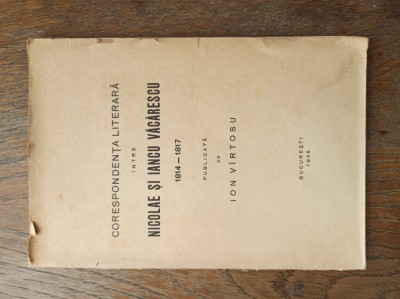 CORESPONDENȚA LITERARĂ
ÎNTRE
NICOLAE ȘI IANCU VĂCĂRESCU
1814—1817
PUBLICATĂ
DE
ION VÎRTOSU
BUCUREȘTI
1938